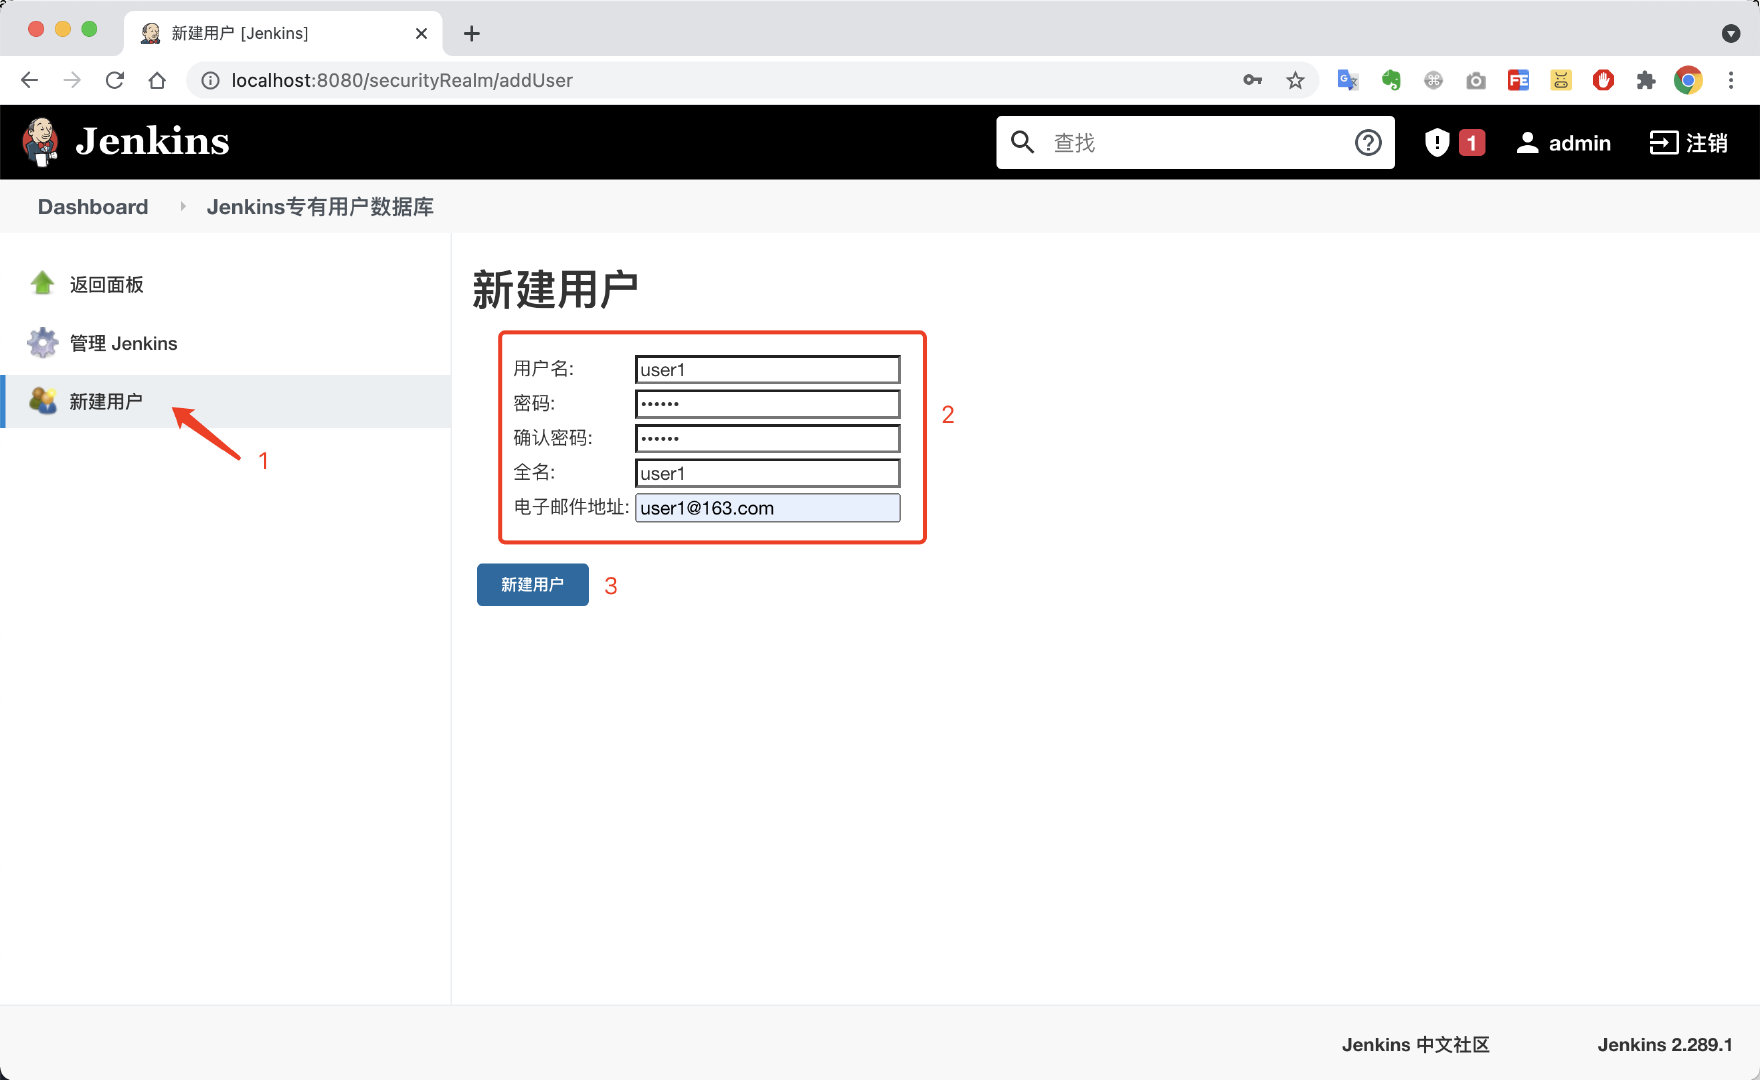 新建用户 [Jenkins]
localhost:8080/securityRealm/addUser
Jenkins
查找
1
admin
注销
Dashboard
Jenkins专有用户数据库
返回面板
管理 Jenkins
新建用户
1
新建用户
用户名: user1
密码: ••••••
确认密码: ••••••
全名: user1
电子邮件地址: user1@163.com
2
新建用户
3
Jenkins 中文社区
Jenkins 2.289.1